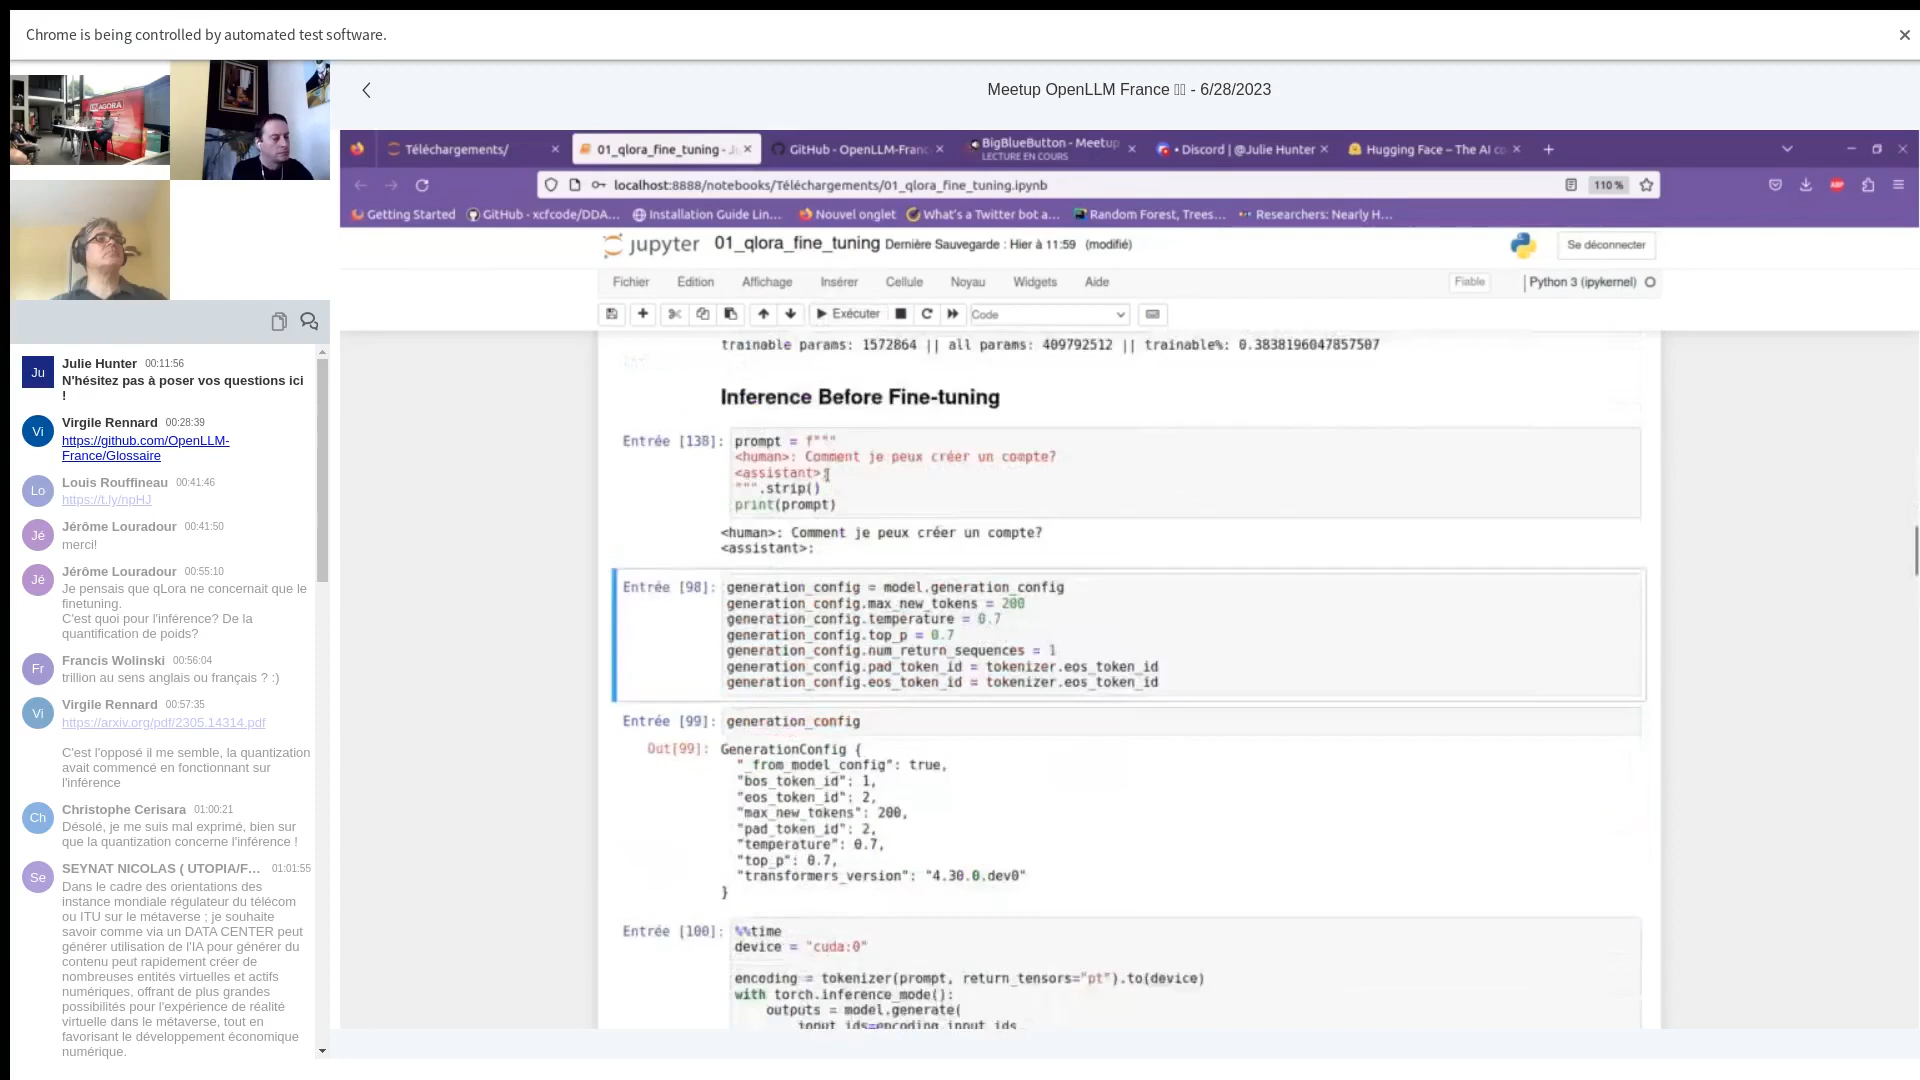 Chrome is being controlled by automated test software.
Meetup OpenLLM France - 6/28/2023
AGORA
Julie Hunter 00:11:56
Ju
N'hésitez pas à poser vos questions ici
!
Virgile Rennard 00:28:39
Vi
https://github.com/OpenLLM-
France/Glossaire
Louis Rouffineau 00:41:46
Lo
https://t.ly/npHJ
Jérôme Louradour 00:41:50
Jé
merci!
Jérôme Louradour 00:55:10
Jé
Je pensais que qLora ne concernait que le
finetuning.
C'est quoi pour l'inférence? De la
quantification de poids?
Francis Wolinski 00:56:04
Fr
trillion au sens anglais ou français ? :)
Virgile Rennard 00:57:35
Vi
https://arxiv.org/pdf/2305.14314.pdf
C'est l'opposé il me semble, la quantization
avait commencé en fonctionnant sur
l'inférence
Christophe Cerisara 01:00:21
Ch
Désolé, je me suis mal exprimé, bien sur
que la quantization concerne l'inférence !
SEYNAT NICOLAS ( UTOPIA/F... 01:01:55
Se
Dans le cadre des orientations des
instance mondiale régulateur du télécom
ou ITU sur le métaverse ; je souhaite
savoir comme via un DATA CENTER peut
générer utilisation de l'IA pour générer du
contenu peut rapidement créer de
nombreuses entités virtuelles et actifs
numériques, offrant de plus grandes
possibilités pour l'expérience de réalité
virtuelle dans le métaverse, tout en
favorisant le développement économique
numérique.
Téléchargements/
01_qlora_fine_tuning - Ju
GitHub - OpenLLM-Franc
BigBlueButton - Meetup
LECTURE EN COURS
• Discord | @Julie Hunter
Hugging Face – The AI co
localhost:8888/notebooks/Téléchargements/01_qlora_fine_tuning.ipynb
110 %
ABP
Getting Started
GitHub - xcfcode/DDA...
Installation Guide Lin...
Nouvel onglet
What's a Twitter bot a...
Random Forest, Trees...
Researchers: Nearly H...
jupyter 01_qlora_fine_tuning Dernière Sauvegarde : Hier à 11:59 (modifié)
Se déconnecter
Fichier Edition Affichage Insérer Cellule Noyau Widgets Aide
Fiable Python 3 (ipykernel)
Exécuter
Code
trainable params: 1572864 || all params: 409792512 || trainable%: 0.3838196047857507
Inference Before Fine-tuning
Entrée [138]: prompt = f"""
<human>: Comment je peux créer un compte?
<assistant>:
""".strip()
print(prompt)
<human>: Comment je peux créer un compte?
<assistant>:
Entrée [98]: generation_config = model.generation_config
generation_config.max_new_tokens = 200
generation_config.temperature = 0.7
generation_config.top_p = 0.7
generation_config.num_return_sequences = 1
generation_config.pad_token_id = tokenizer.eos_token_id
generation_config.eos_token_id = tokenizer.eos_token_id
Entrée [99]: generation_config
Out[99]: GenerationConfig {
"_from_model_config": true,
"bos_token_id": 1,
"eos_token_id": 2,
"max_new_tokens": 200,
"pad_token_id": 2,
"temperature": 0.7,
"top_p": 0.7,
"transformers_version": "4.30.0.dev0"
}
Entrée [100]: %%time
device = "cuda:0"
encoding = tokenizer(prompt, return_tensors="pt").to(device)
with torch.inference_mode():
outputs = model.generate(
input_ids=encoding.input_ids,